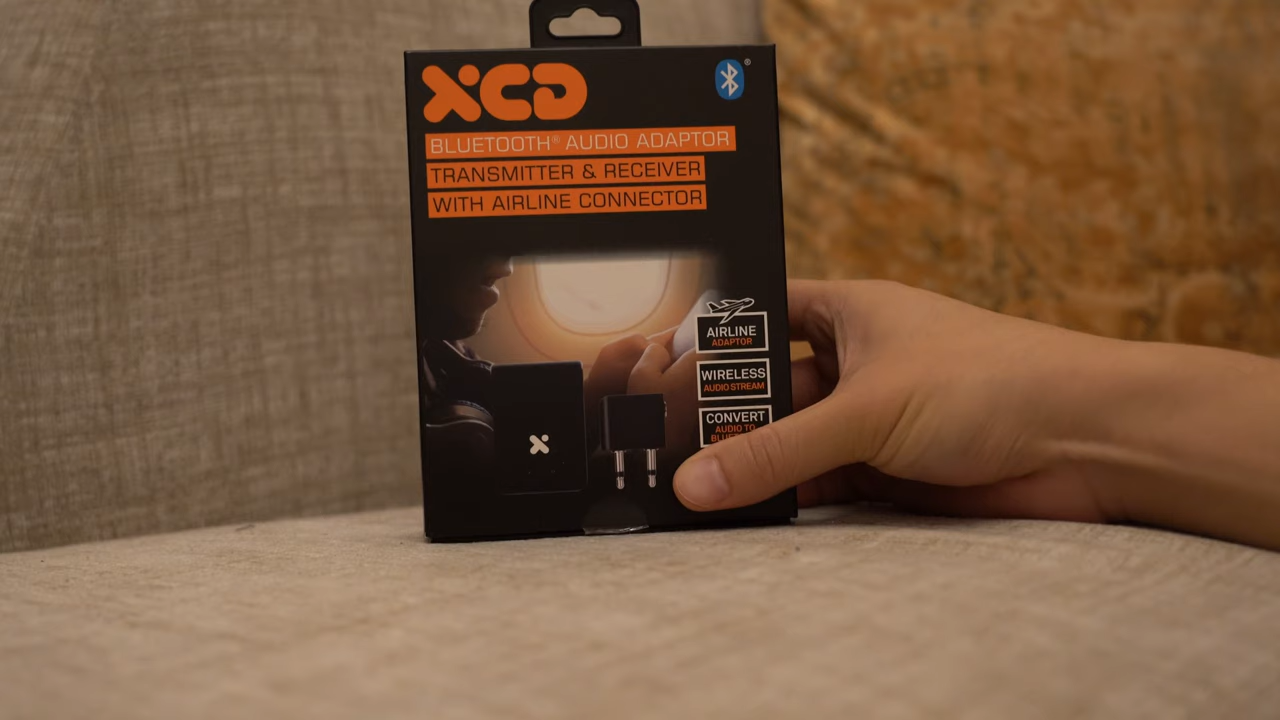 XCD
®
BLUETOOTH® AUDIO ADAPTOR
TRANSMITTER & RECEIVER
WITH AIRLINE CONNECTOR
AIRLINE
ADAPTOR
WIRELESS
AUDIO STREAM
CONVERT
AUDIO TO